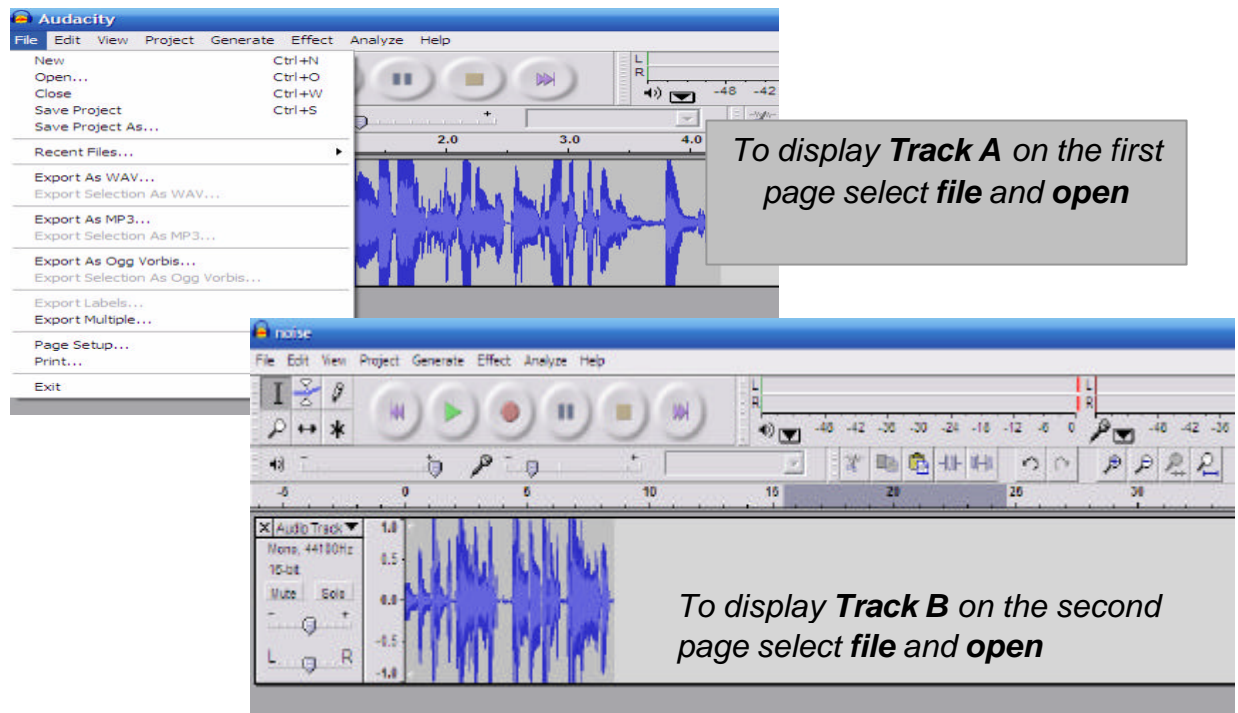 Audacity
File Edit View Project Generate Effect Analyze Help
New Ctrl+N
Open... Ctrl+O
Close Ctrl+W
Save Project Ctrl+S
Save Project As...
Recent Files...
Export As WAV...
Export Selection As WAV...
Export As MP3...
Export Selection As MP3...
Export As Ogg Vorbis...
Export Selection As Ogg Vorbis...
Export Labels...
Export Multiple...
Page Setup...
Print...
Exit
L
R
-48 -42
2.0 3.0 4.0
To display Track A on the first
page select file and open
noise
File Edit View Project Generate Effect Analyze Help
L L
R R
-48 -42 -36 -30 -24 -18 -12 -6 0 -48 -42 -36
-5 0 5 10 15 20 25 30
X Audio Track 1.0
Mono, 44100Hz
0.5
16-bit
Mute Solo
0.0
- +
-0.5
L R
-1.0
To display Track B on the second
page select file and open